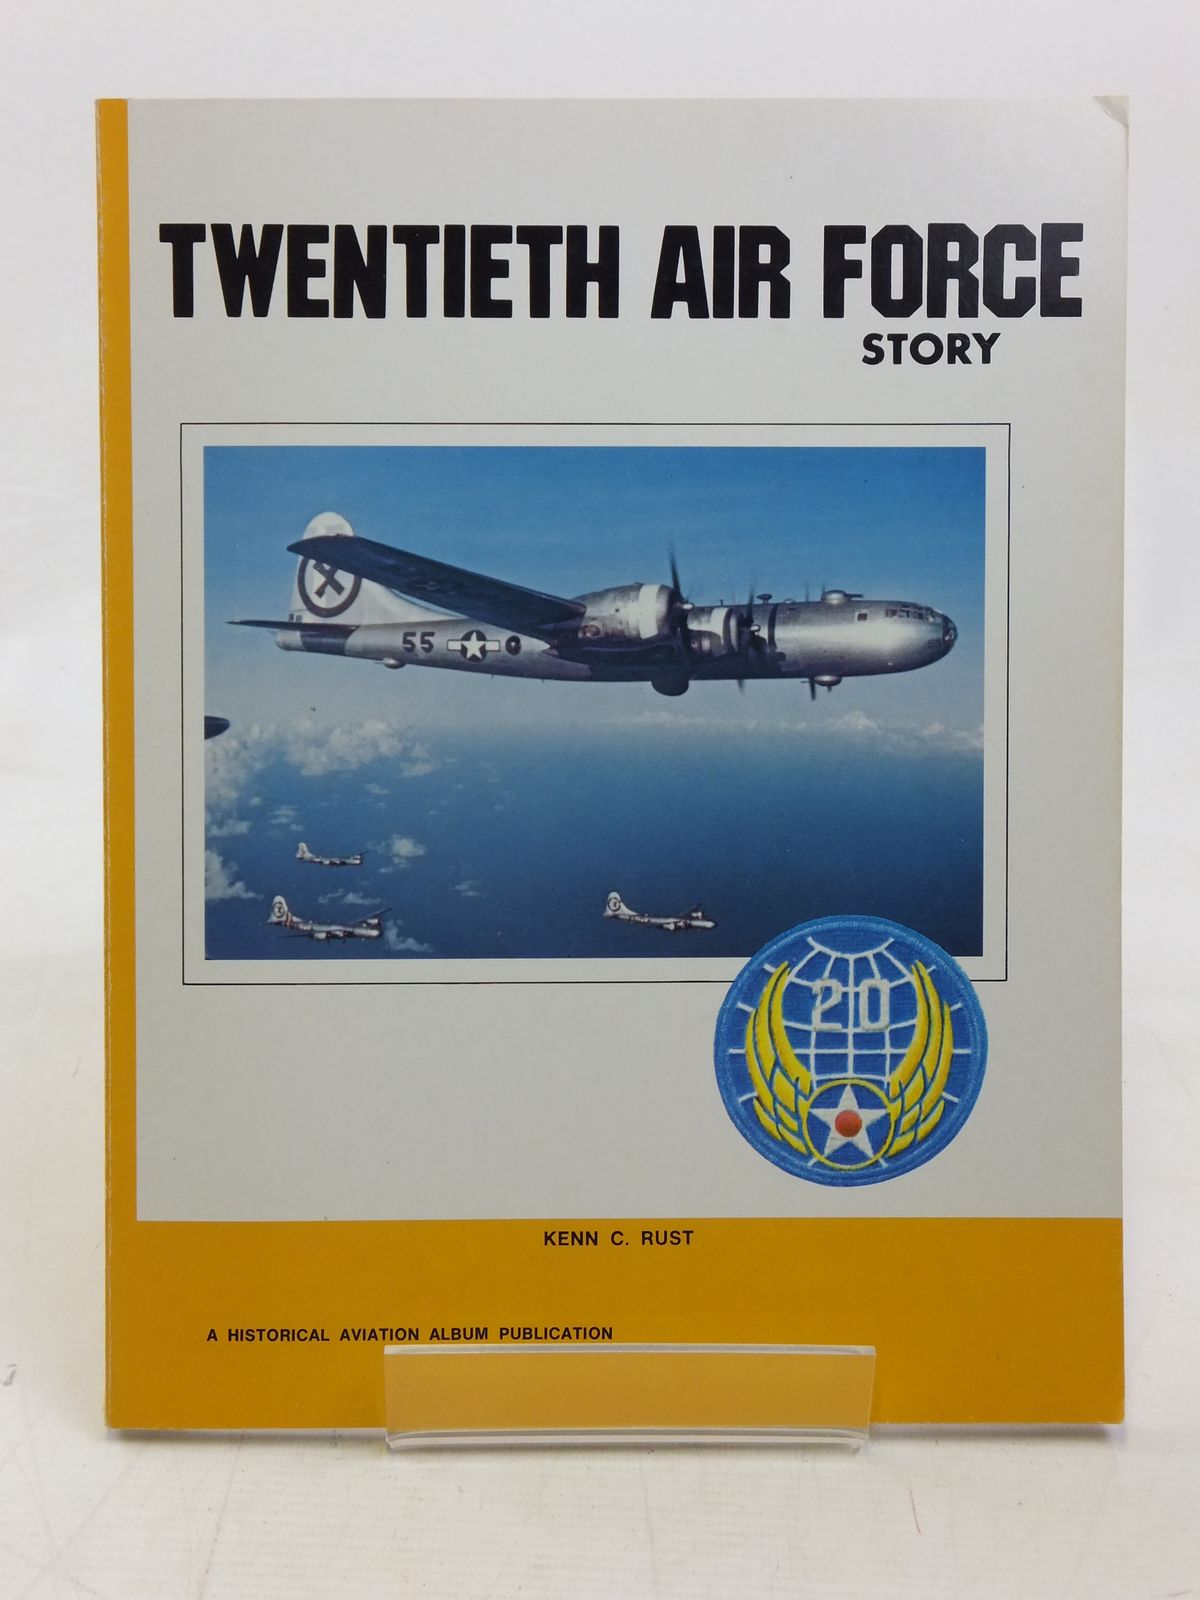 TWENTIETH AIR FORCE
STORY
X
55
20
KENN C. RUST
A HISTORICAL AVIATION ALBUM PUBLICATION